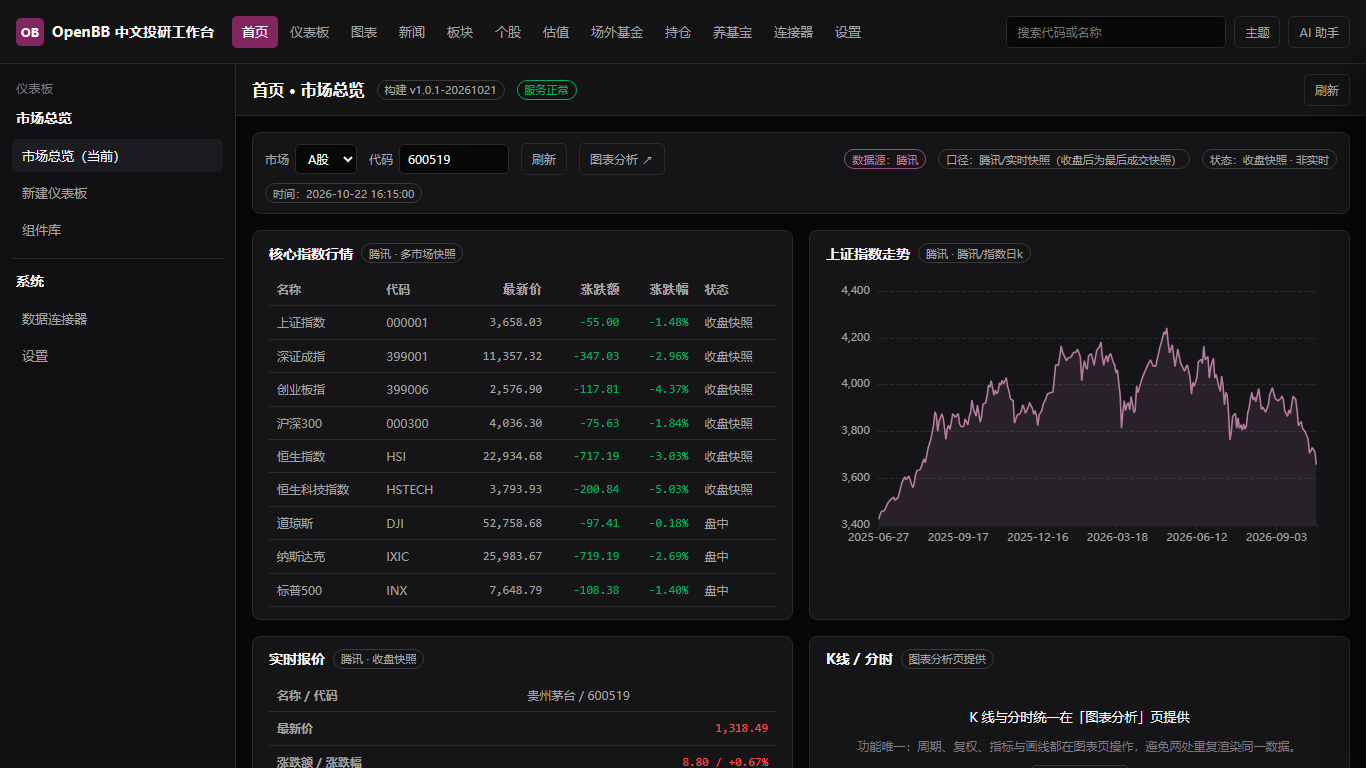 OB OpenBB 中文投研工作台 首页 仪表板 图表 新闻 板块 个股 估值 场外基金 持仓 养基宝 连接器 设置 搜索代码或名称 主题 AI 助手
仪表板
市场总览
市场总览（当前）
新建仪表板
组件库
系统
数据连接器
设置
首页 • 市场总览 构建 v1.0.1-20261021 服务正常 刷新
市场 A股 代码 600519 刷新 图表分析 ↗ 数据源：腾讯 口径：腾讯/实时快照（收盘后为最后成交快照） 状态：收盘快照 · 非实时
时间：2026-10-22 16:15:00
核心指数行情 腾讯 · 多市场快照
名称 代码 最新价 涨跌额 涨跌幅 状态
上证指数 000001 3,658.03 -55.00 -1.48% 收盘快照
深证成指 399001 11,357.32 -347.03 -2.96% 收盘快照
创业板指 399006 2,576.90 -117.81 -4.37% 收盘快照
沪深300 000300 4,036.30 -75.63 -1.84% 收盘快照
恒生指数 HSI 22,934.68 -717.19 -3.03% 收盘快照
恒生科技指数 HSTECH 3,793.93 -200.84 -5.03% 收盘快照
道琼斯 DJI 52,758.68 -97.41 -0.18% 盘中
纳斯达克 IXIC 25,983.67 -719.19 -2.69% 盘中
标普500 INX 7,648.79 -108.38 -1.40% 盘中
上证指数走势 腾讯 · 腾讯/指数日k
4,400
4,200
4,000
3,800
3,600
3,400
2025-06-27 2025-09-17 2025-12-16 2026-03-18 2026-06-12 2026-09-03
实时报价 腾讯 · 收盘快照
名称 / 代码 贵州茅台 / 600519
最新价 1,318.49
涨跌额 / 涨跌幅 8.80 / +0.67%
K线 / 分时 图表分析页提供
K 线与分时统一在「图表分析」页提供
功能唯一：周期、复权、指标与画线都在图表页操作，避免两处重复渲染同一数据。